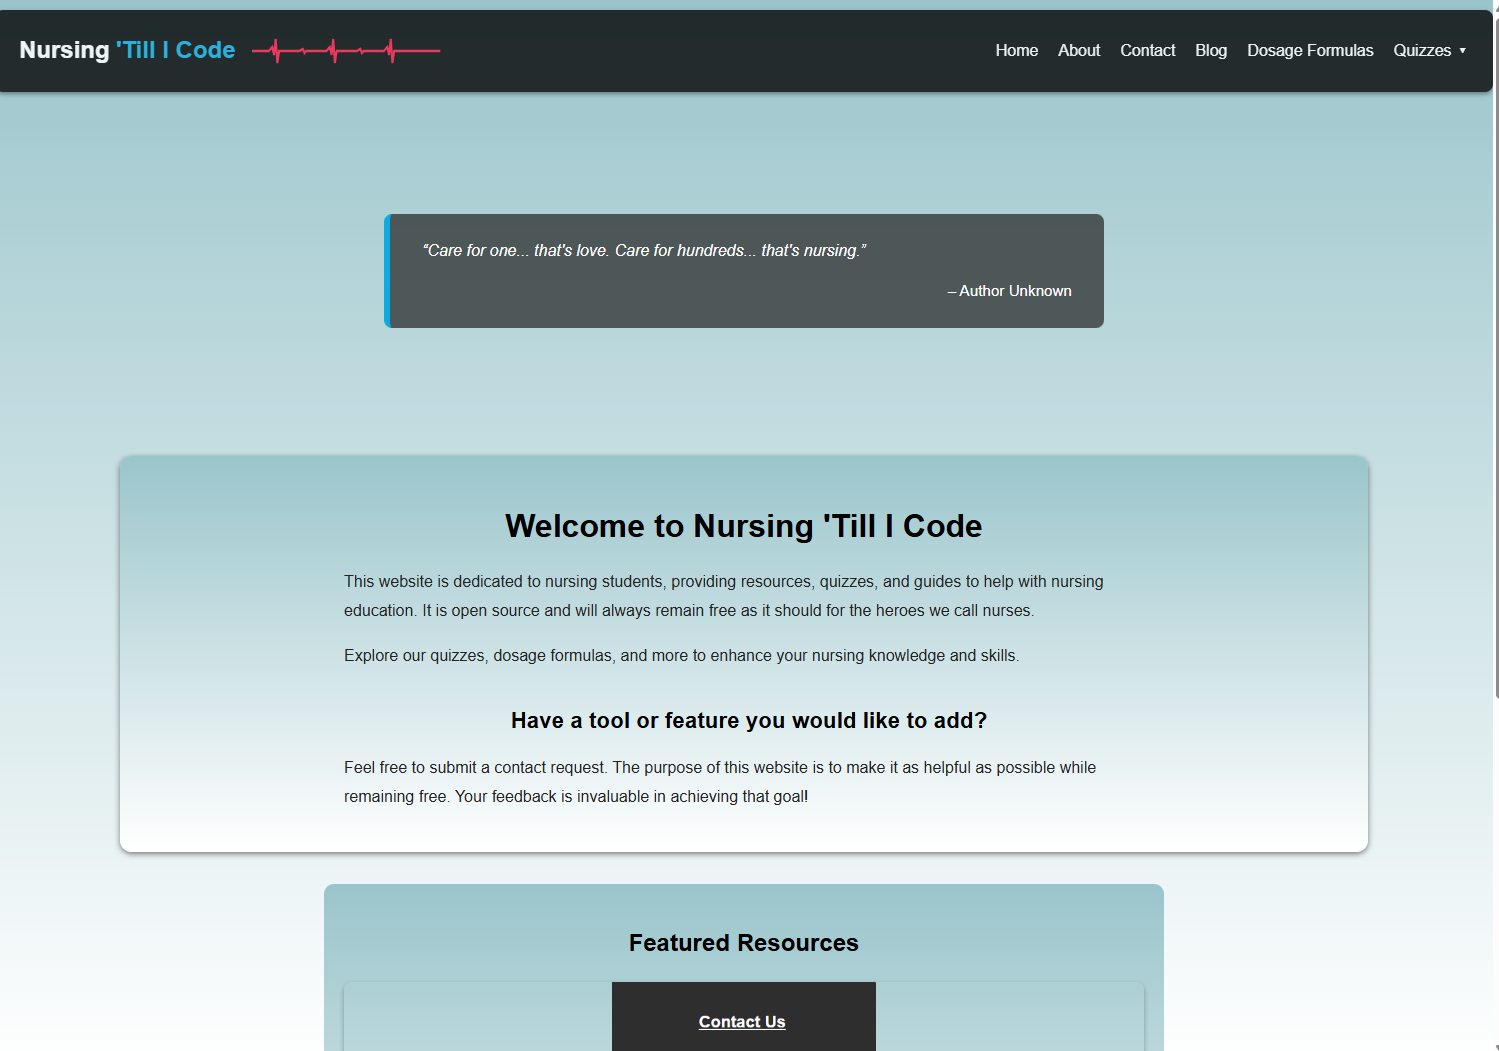 Nursing 'Till I Code
Home About Contact Blog Dosage Formulas Quizzes ▼
“Care for one... that's love. Care for hundreds... that's nursing.”
– Author Unknown
Welcome to Nursing 'Till I Code
This website is dedicated to nursing students, providing resources, quizzes, and guides to help with nursing
education. It is open source and will always remain free as it should for the heroes we call nurses.
Explore our quizzes, dosage formulas, and more to enhance your nursing knowledge and skills.
Have a tool or feature you would like to add?
Feel free to submit a contact request. The purpose of this website is to make it as helpful as possible while
remaining free. Your feedback is invaluable in achieving that goal!
Featured Resources
Contact Us